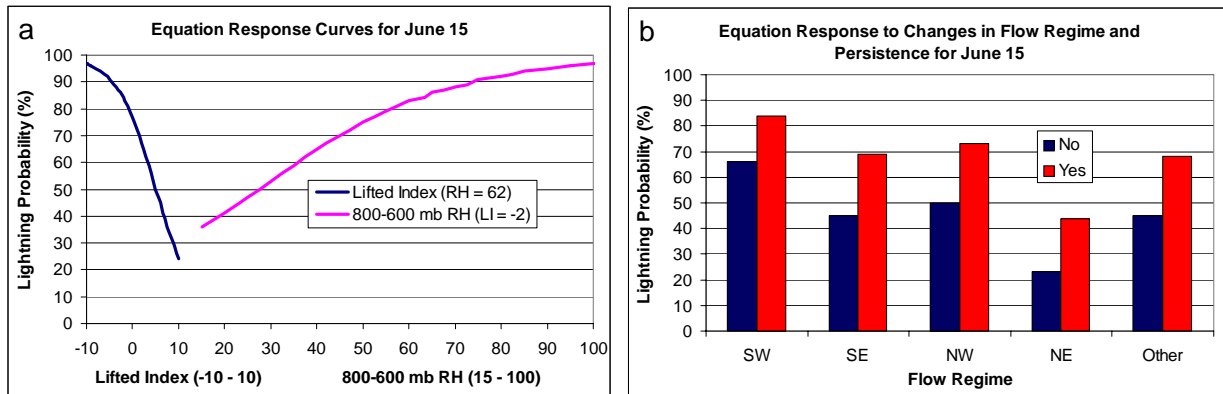 a
Equation Response Curves for June 15
Lightning Probability (%)
100
90
80
70
60
50
40
30
20
10
0
Lifted Index (RH = 62)
800-600 mb RH (LI = -2)
-10 0 10 20 30 40 50 60 70 80 90 100
Lifted Index (-10 - 10) 800-600 mb RH (15 - 100)
b
Equation Response to Changes in Flow Regime and
Persistence for June 15
Lightning Probability (%)
100
90
80
70
60
50
40
30
20
10
0
No
Yes
SW SE NW NE Other
Flow Regime